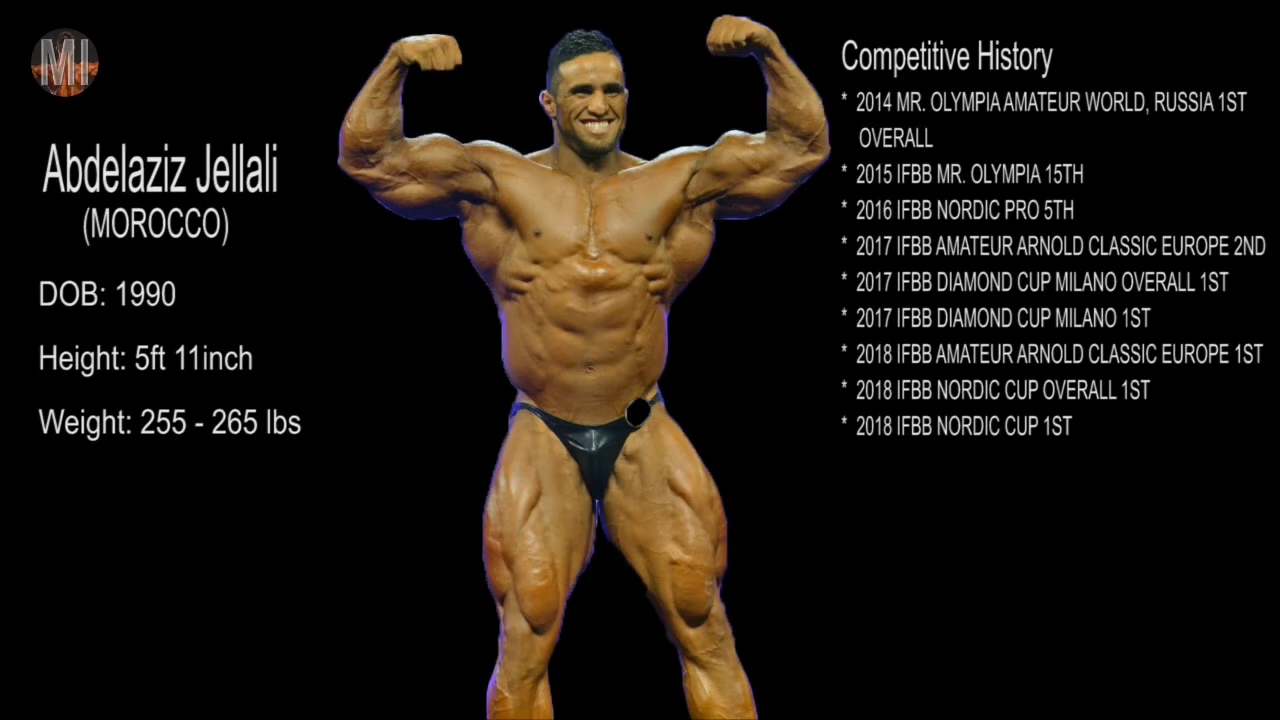 MI
Abdelaziz Jellali
(MOROCCO)
DOB: 1990
Height: 5ft 11inch
Weight: 255 - 265 lbs
Competitive History
* 2014 MR. OLYMPIA AMATEUR WORLD, RUSSIA 1ST
OVERALL
* 2015 IFBB MR. OLYMPIA 15TH
* 2016 IFBB NORDIC PRO 5TH
* 2017 IFBB AMATEUR ARNOLD CLASSIC EUROPE 2ND
* 2017 IFBB DIAMOND CUP MILANO OVERALL 1ST
* 2017 IFBB DIAMOND CUP MILANO 1ST
* 2018 IFBB AMATEUR ARNOLD CLASSIC EUROPE 1ST
* 2018 IFBB NORDIC CUP OVERALL 1ST
* 2018 IFBB NORDIC CUP 1ST